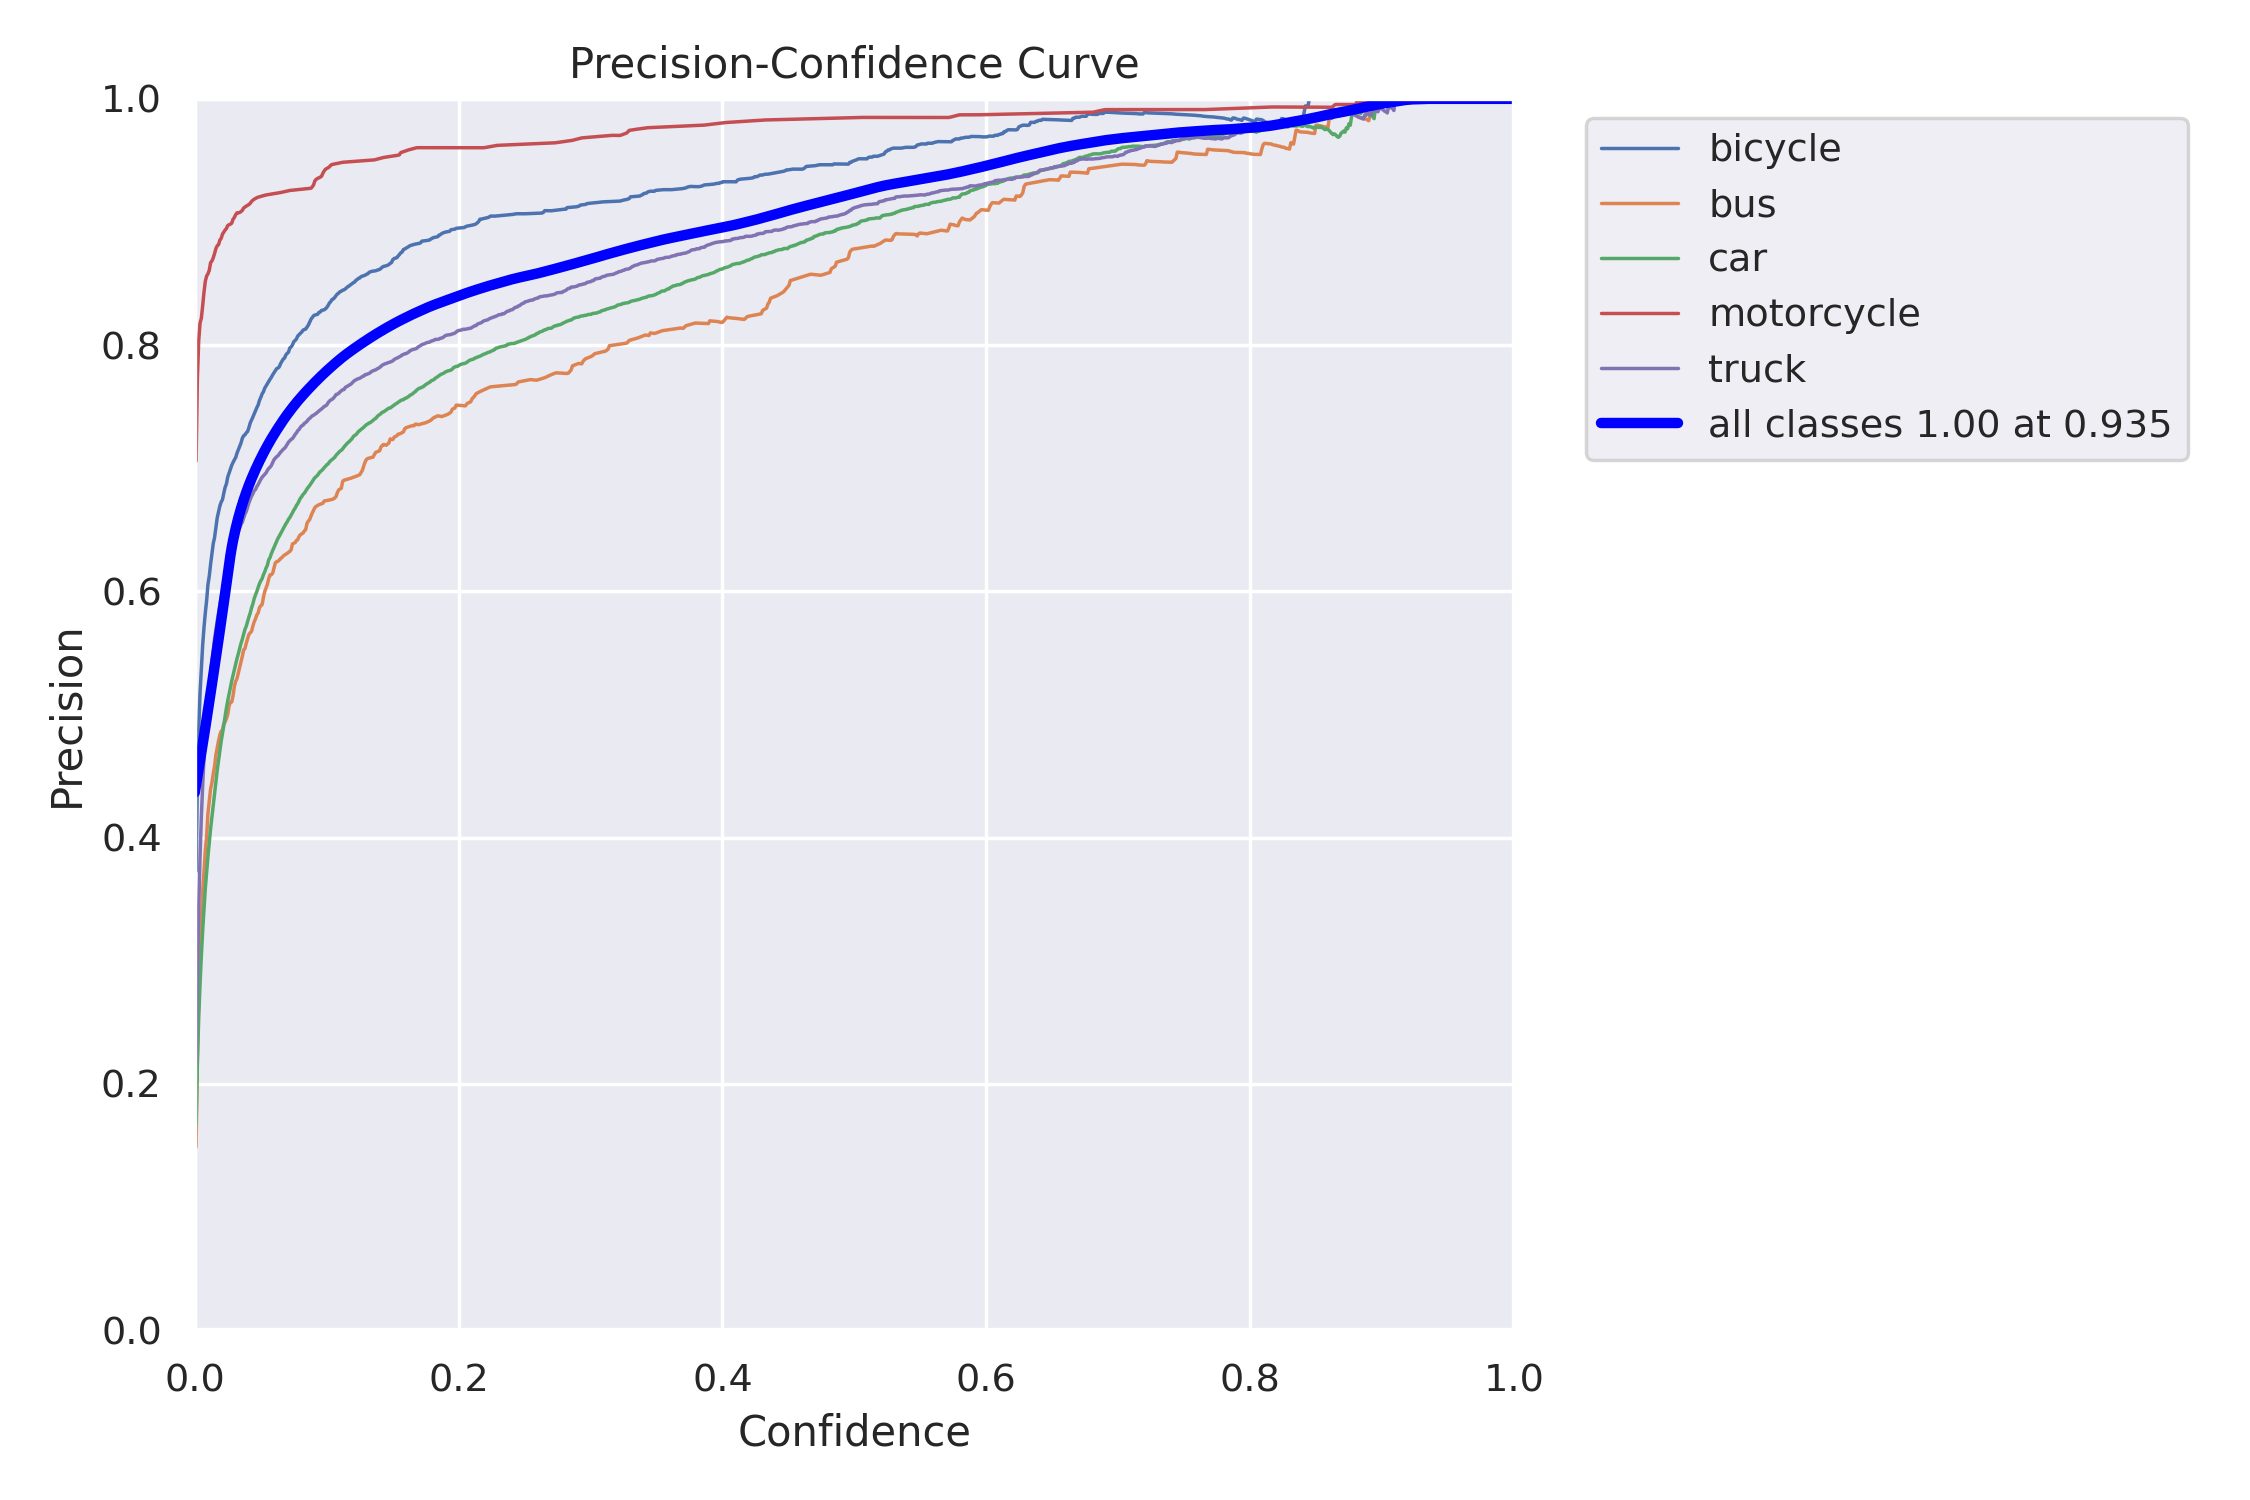 Precision-Confidence Curve
1.0
0.8
0.6
0.4
0.2
0.0
Precision
0.0 0.2 0.4 0.6 0.8 1.0
Confidence
bicycle
bus
car
motorcycle
truck
all classes 1.00 at 0.935